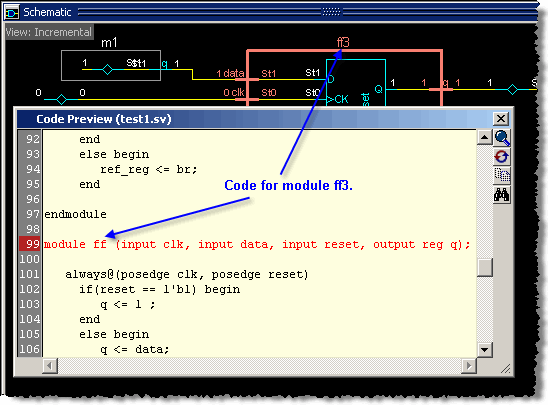 Schematic
View: Incremental
m1
ff3
1 St1 q 1
1 data St1 St1 D
Q 1 1 q 1
0 0 0 clk St0 St0 CK
set
Code Preview (test1.sv)
92 end
93 else begin
94 ref_reg <= br;
95 end
96
97 endmodule
98
99 module ff (input clk, input data, input reset, output reg q);
100
101 always@(posedge clk, posedge reset)
102 if(reset == 1'b1) begin
103 q <= 1 ;
104 end
105 else begin
106 q <= data;
Code for module ff3.